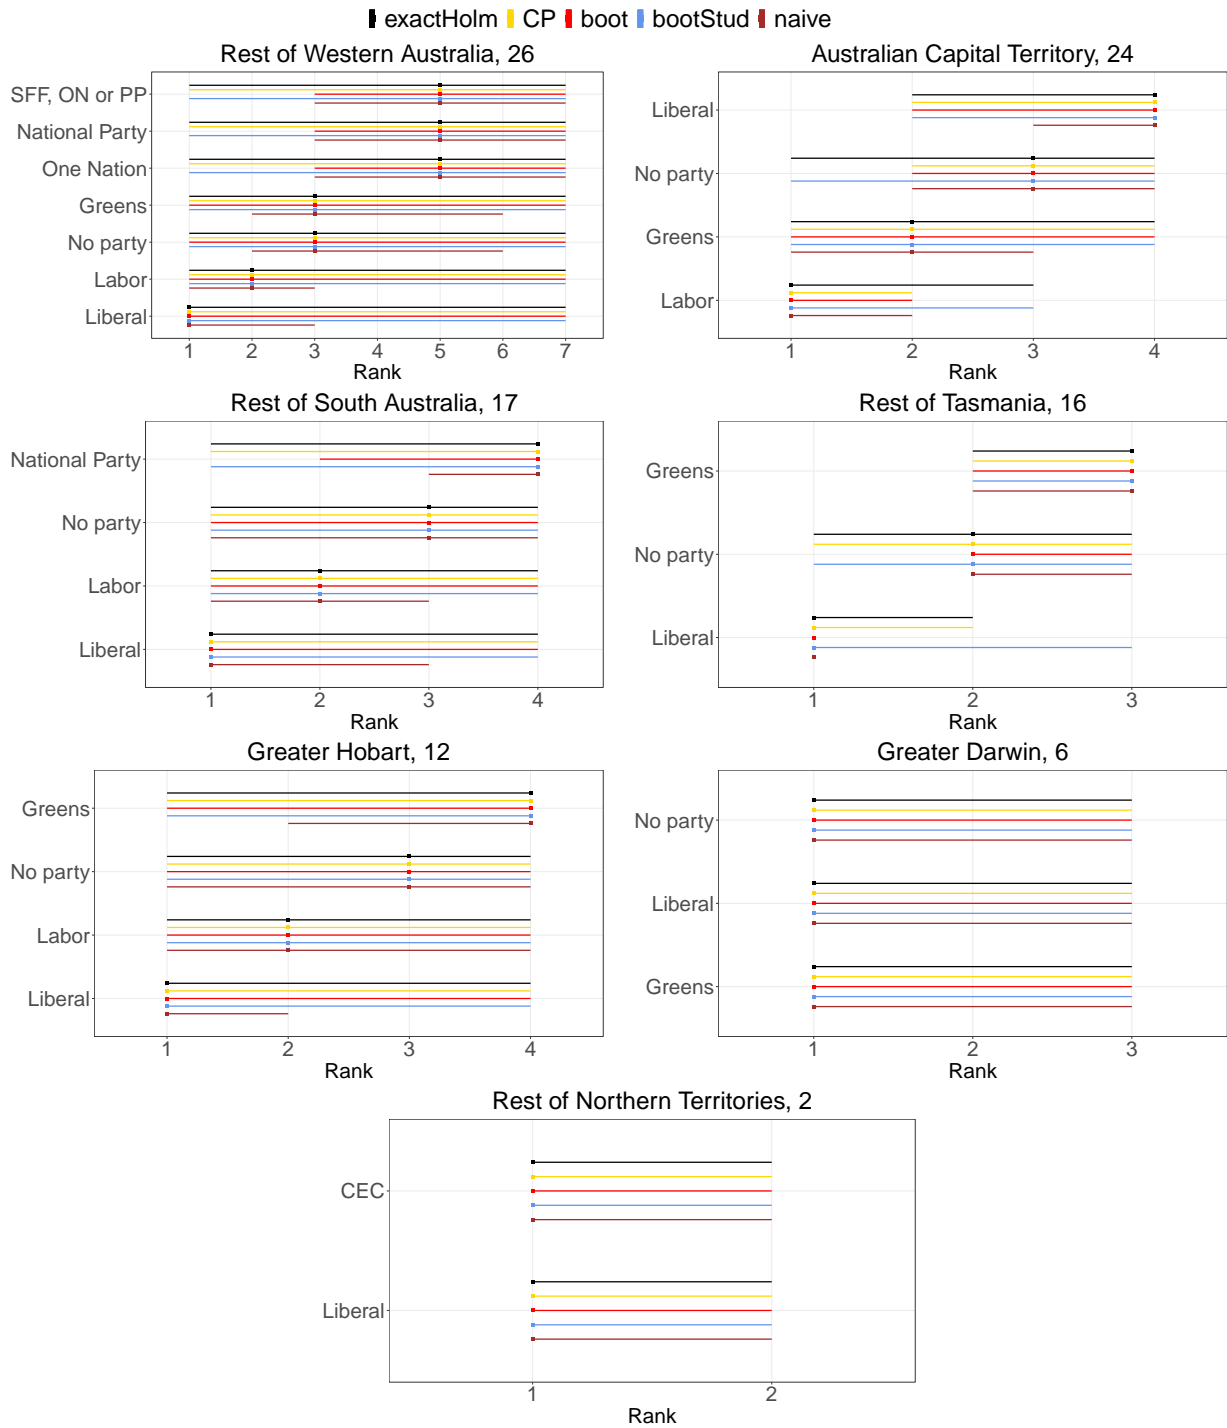 exactHolm CP boot bootStud naive
Rest of Western Australia, 26
SFF, ON or PP
National Party
One Nation
Greens
No party
Labor
Liberal
1 2 3 4 5 6 7
Rank
Australian Capital Territory, 24
Liberal
No party
Greens
Labor
1 2 3 4
Rank
Rest of South Australia, 17
National Party
No party
Labor
Liberal
1 2 3 4
Rank
Rest of Tasmania, 16
Greens
No party
Liberal
1 2 3
Rank
Greater Hobart, 12
Greens
No party
Labor
Liberal
1 2 3 4
Rank
Greater Darwin, 6
No party
Liberal
Greens
1 2 3
Rank
Rest of Northern Territories, 2
CEC
Liberal
1 2
Rank